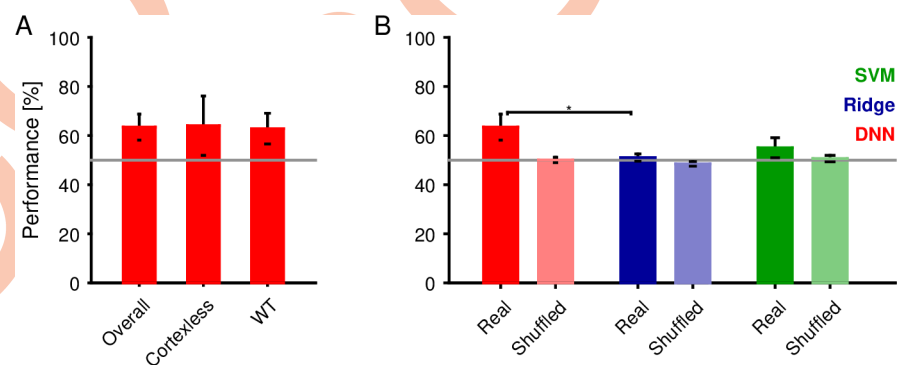 A
Performance [%]
100
80
60
40
20
0
Overall
Cortexless
WT
B
100
80
60
40
20
0
*
SVM
Ridge
DNN
Real
Shuffled
Real
Shuffled
Real
Shuffled